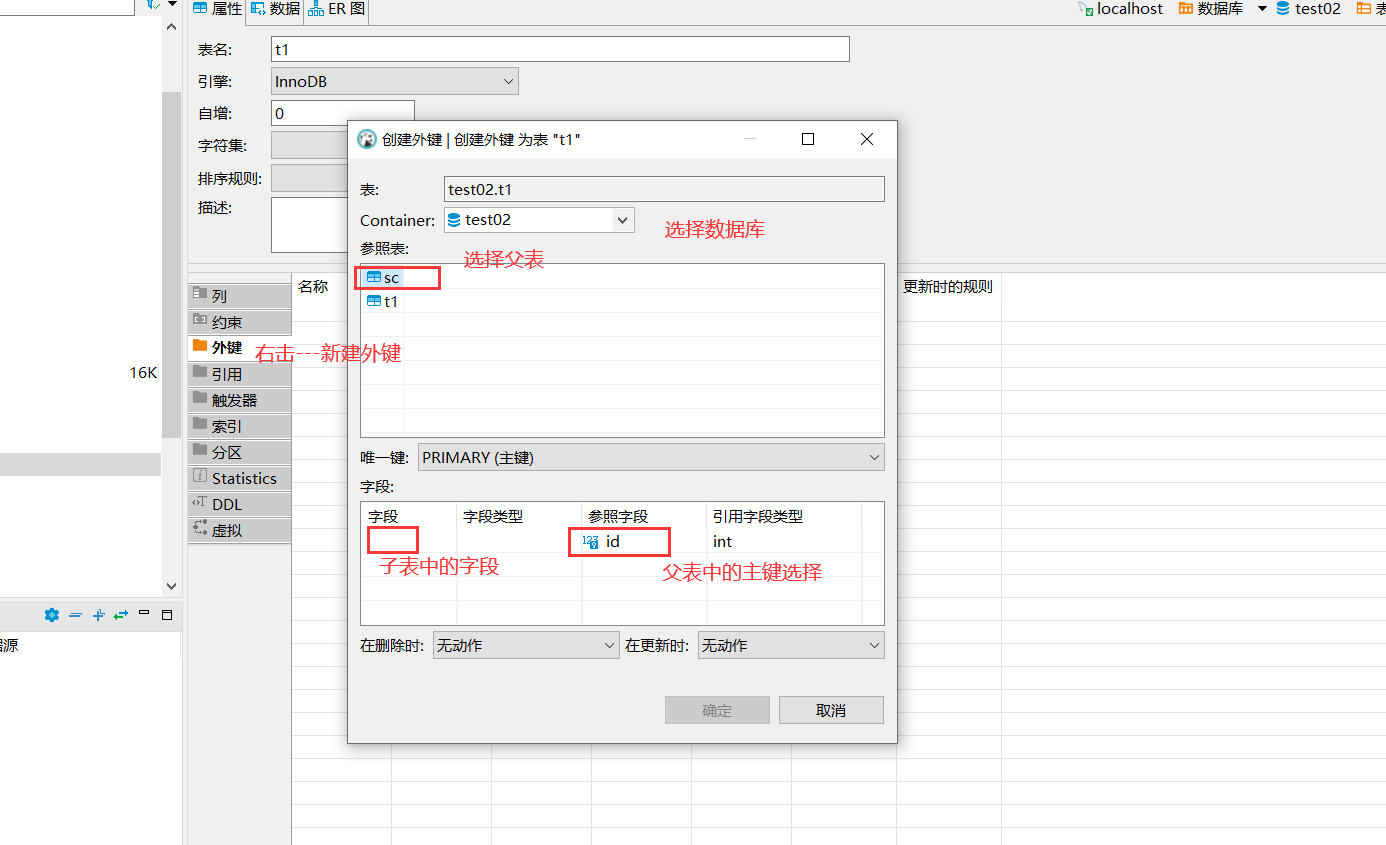 属性 数据 ER 图 localhost 数据库 test02
表名: t1
引擎: InnoDB
自增: 0
字符集:
排序规则:
描述:
创建外键 | 创建外键 为表 "t1"
表: test02.t1
Container: test02
选择数据库
参照表:
选择父表
sc
t1
名称
更新时的规则
列
约束
外键
右击---新建外键
引用
触发器
索引
分区
Statistics
DDL
虚拟
16K
唯一键: PRIMARY (主键)
字段:
字段 字段类型 参照字段 引用字段类型
id int
子表中的字段
父表中的主键选择
在删除时: 无动作 在更新时: 无动作
确定 取消
源